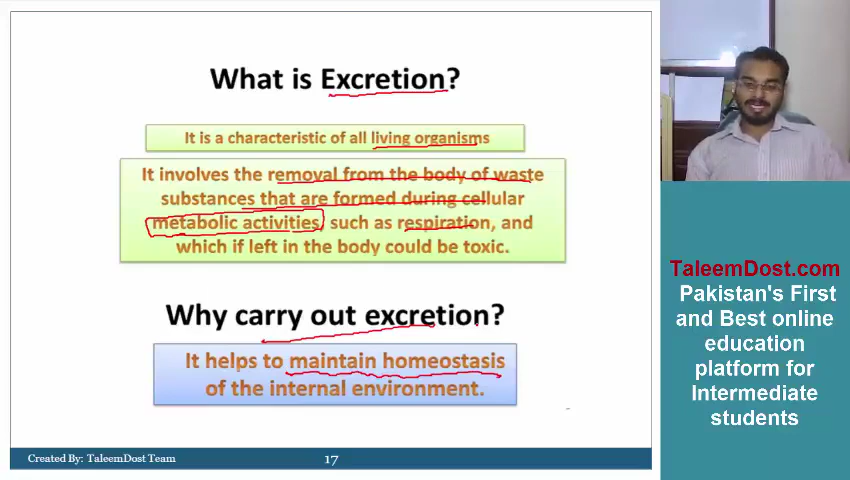 What is Excretion?
It is a characteristic of all living organisms
It involves the removal from the body of waste
substances that are formed during cellular
metabolic activities, such as respiration, and
which if left in the body could be toxic.
Why carry out excretion?
It helps to maintain homeostasis
of the internal environment.
Created By: TaleemDost Team
17
TaleemDost.com
Pakistan's First
and Best online
education
platform for
Intermediate
students